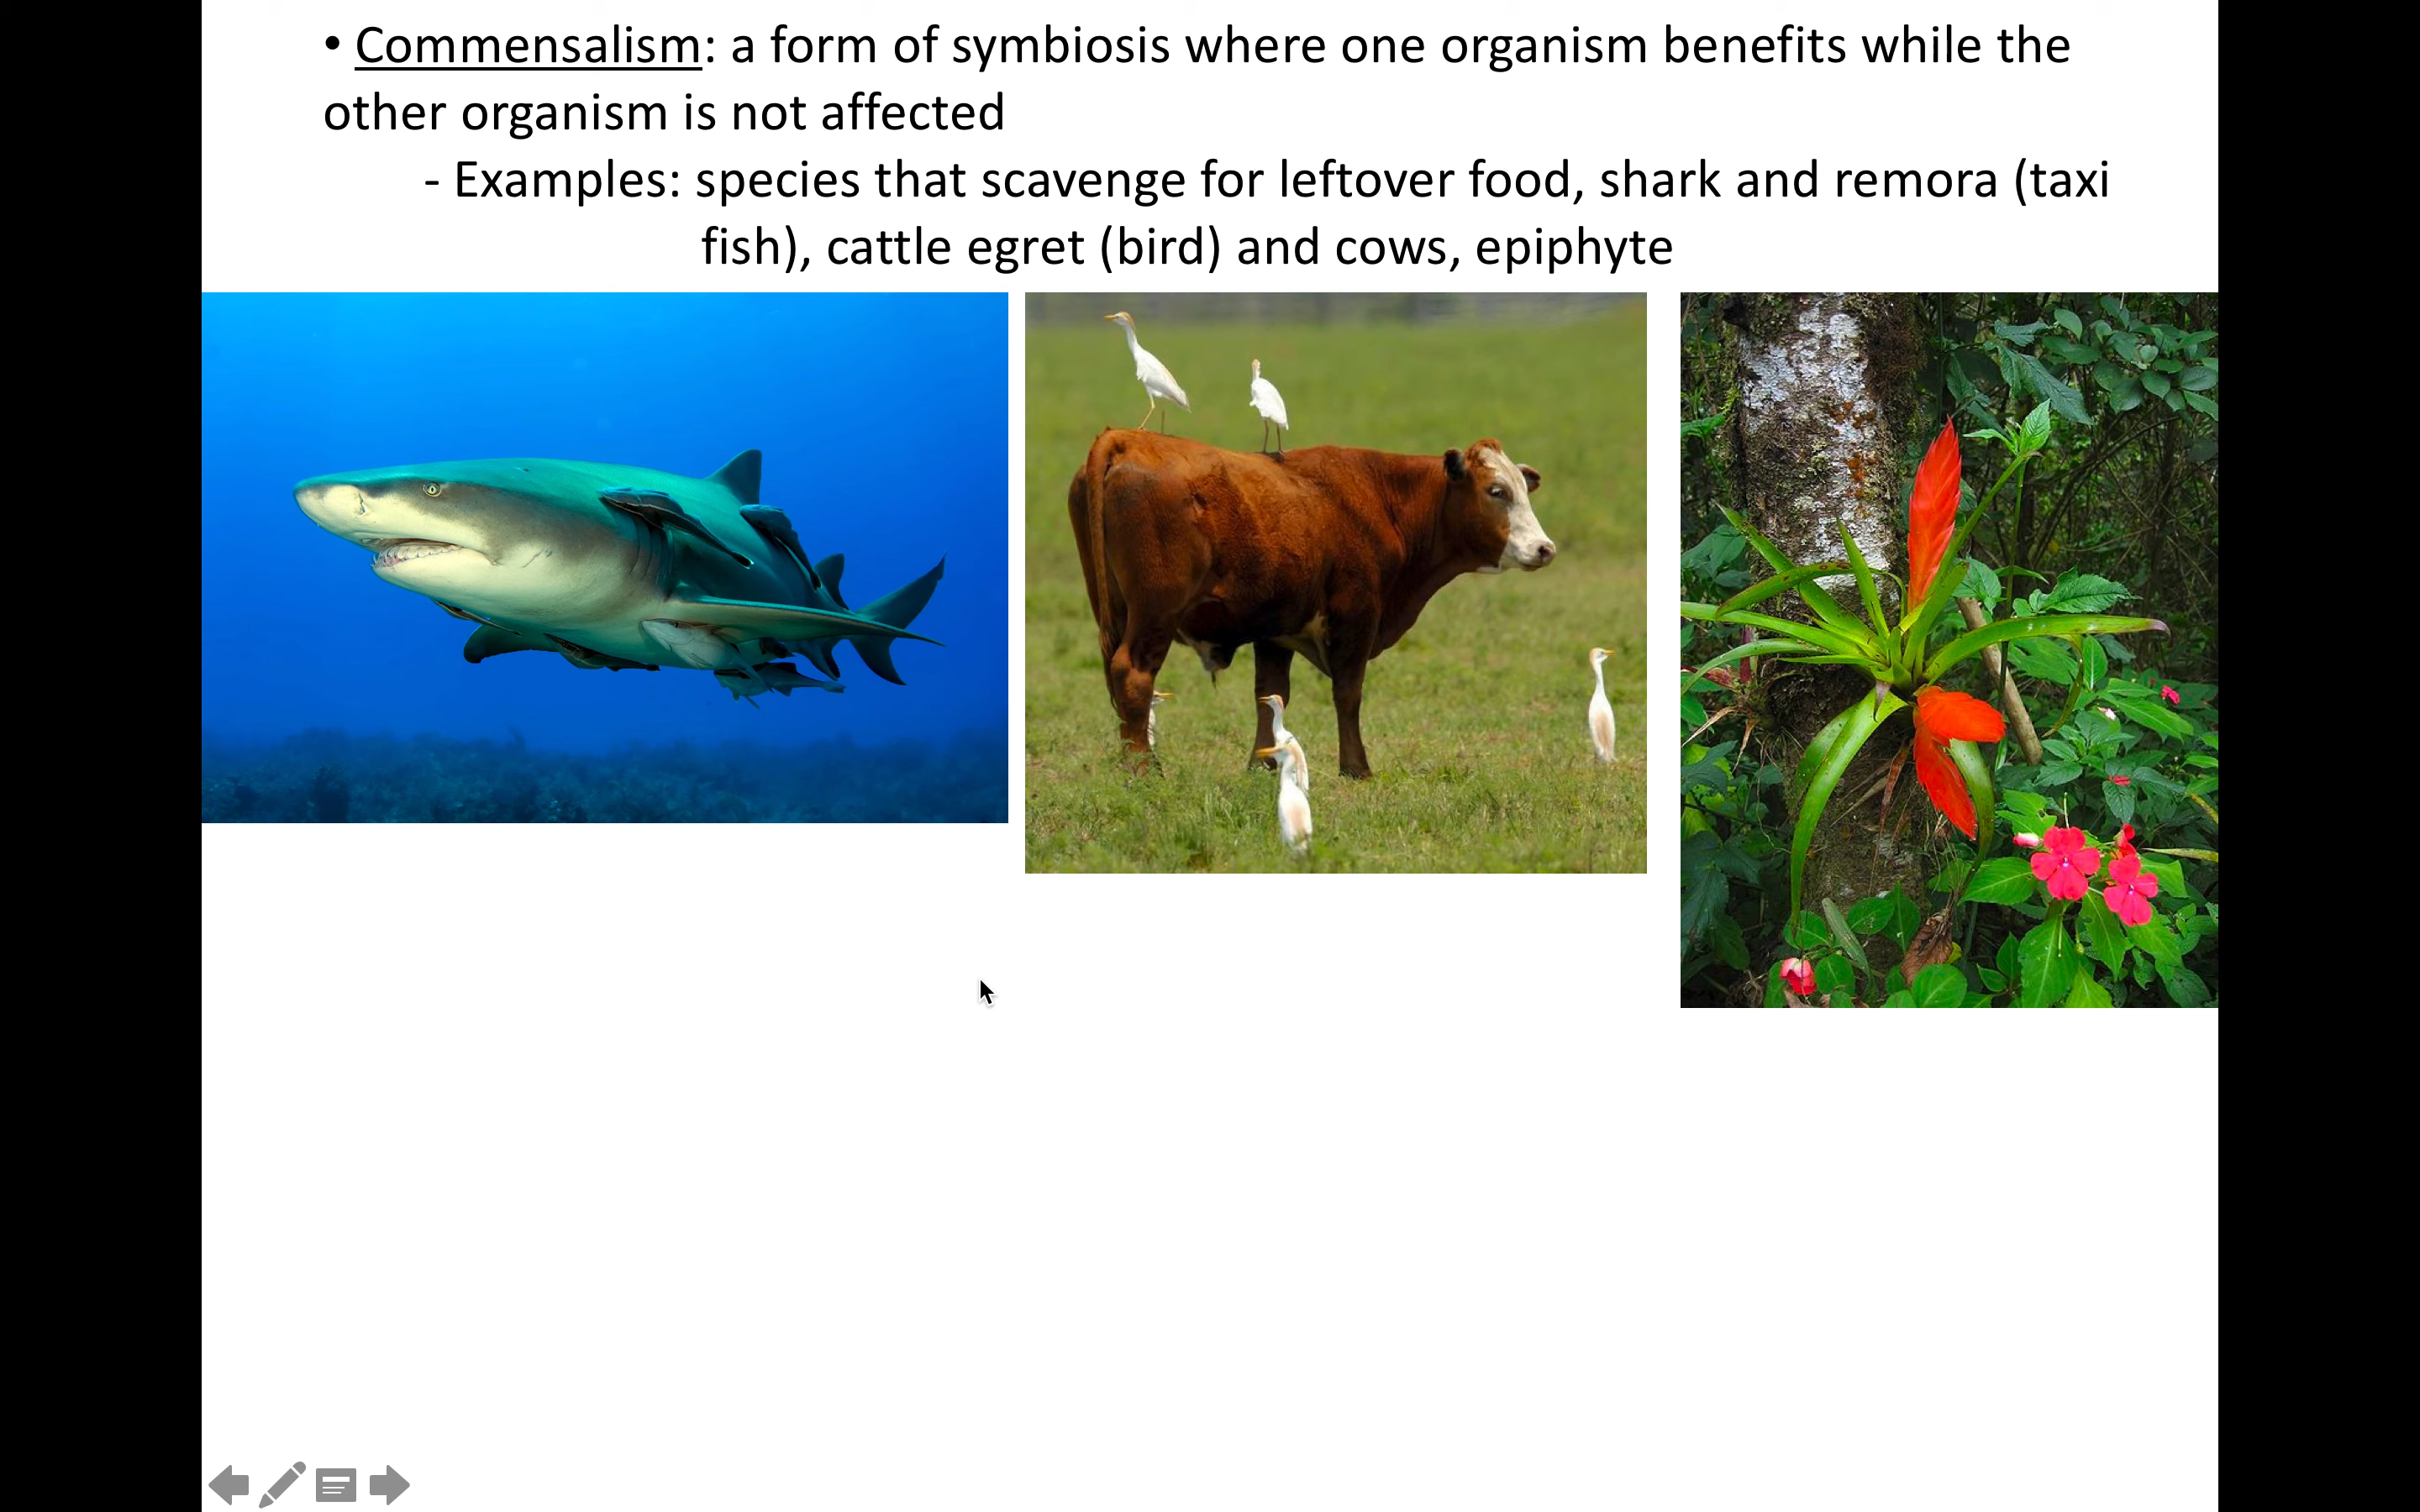 • Commensalism: a form of symbiosis where one organism benefits while the
other organism is not affected
- Examples: species that scavenge for leftover food, shark and remora (taxi
fish), cattle egret (bird) and cows, epiphyte